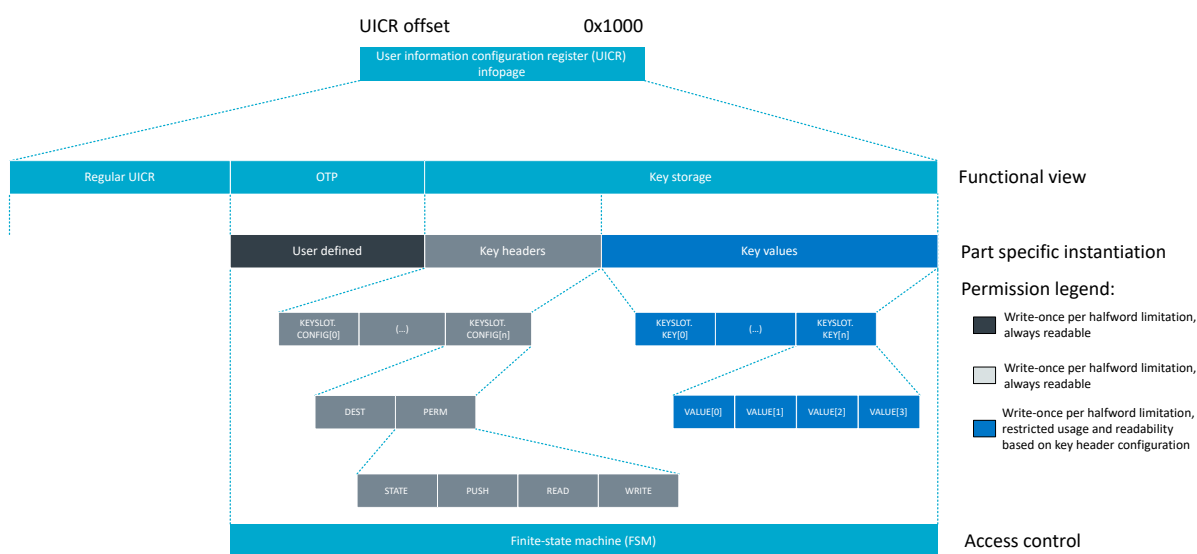 UICR offset 0x1000
User information configuration register (UICR)
infopage
Regular UICR OTP Key storage Functional view
User defined Key headers Key values Part specific instantiation
Permission legend:
KEYSLOT.
CONFIG[0]
(...)
KEYSLOT.
CONFIG[n]
KEYSLOT.
KEY[0]
(...)
KEYSLOT.
KEY[n]
Write-once per halfword limitation,
always readable
Write-once per halfword limitation,
always readable
DEST PERM VALUE[0] VALUE[1] VALUE[2] VALUE[3]
Write-once per halfword limitation,
restricted usage and readability
based on key header configuration
STATE PUSH READ WRITE
Finite-state machine (FSM) Access control